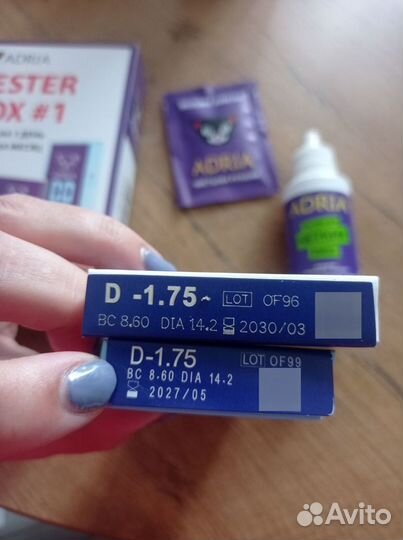 ADRIA
ESTER
OX #1
ADRIA
ADRIA
D -1.75~ LOT OF96
BC 8.60 DIA 14.2 2030/03
D-1.75 LOT OF99
BC 8.60 DIA 14.2
2027/05
Avito